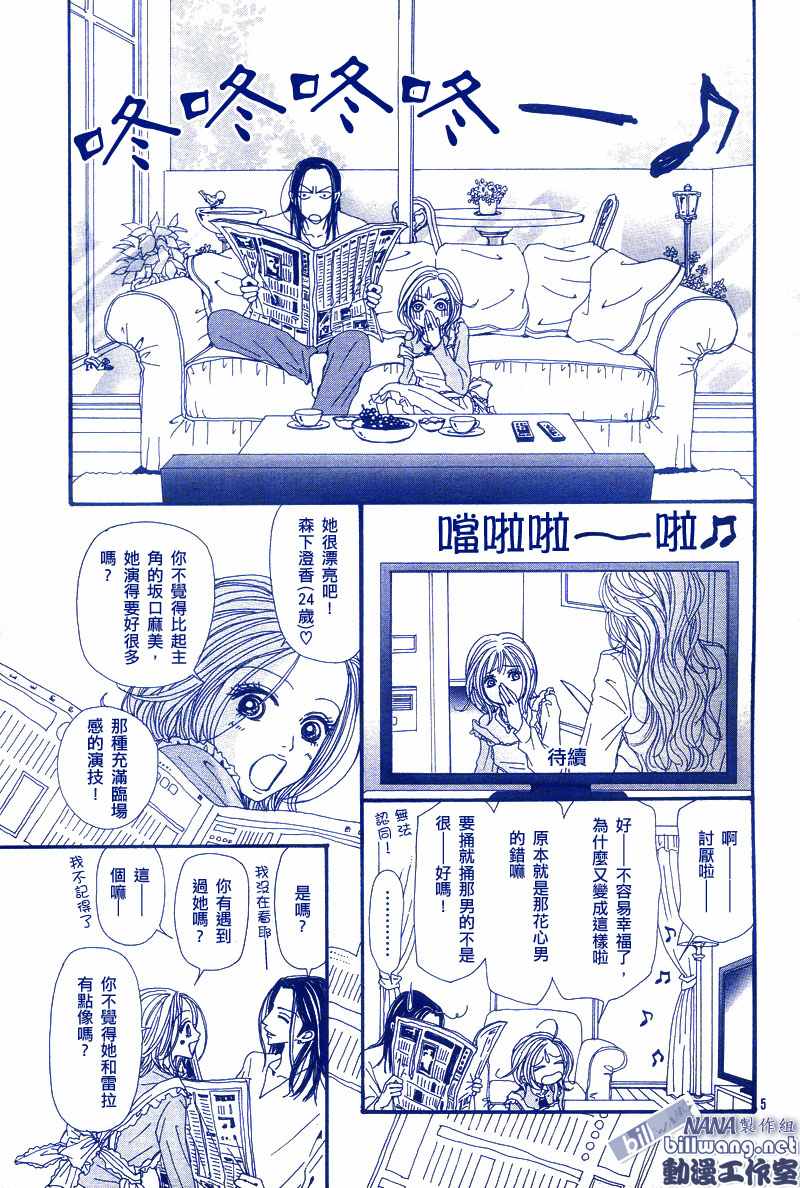 咚咚咚咚—♪
噹啦啦～啦♫
待續
啊——
討厭啦——
好——不容易幸福了，
為什麼又變成這樣啦
原本就是那花心男
的錯嘛
要捅就捅那男的不是
很——好嗎！
無法
認同！
………
她很漂亮吧！
森下澄香(24歲)♡
你不覺得比起主
角的坂口麻美，
她演得要好很多
嗎？
那種充滿臨場
感的演技！
是嗎？
我沒在看耶
你有遇到
過她嗎？
這——
個嘛
我不記得了
你不覺得她和雷拉
有點像嗎？
5
bill wang
NANA製作組
billwang.net
動漫工作室